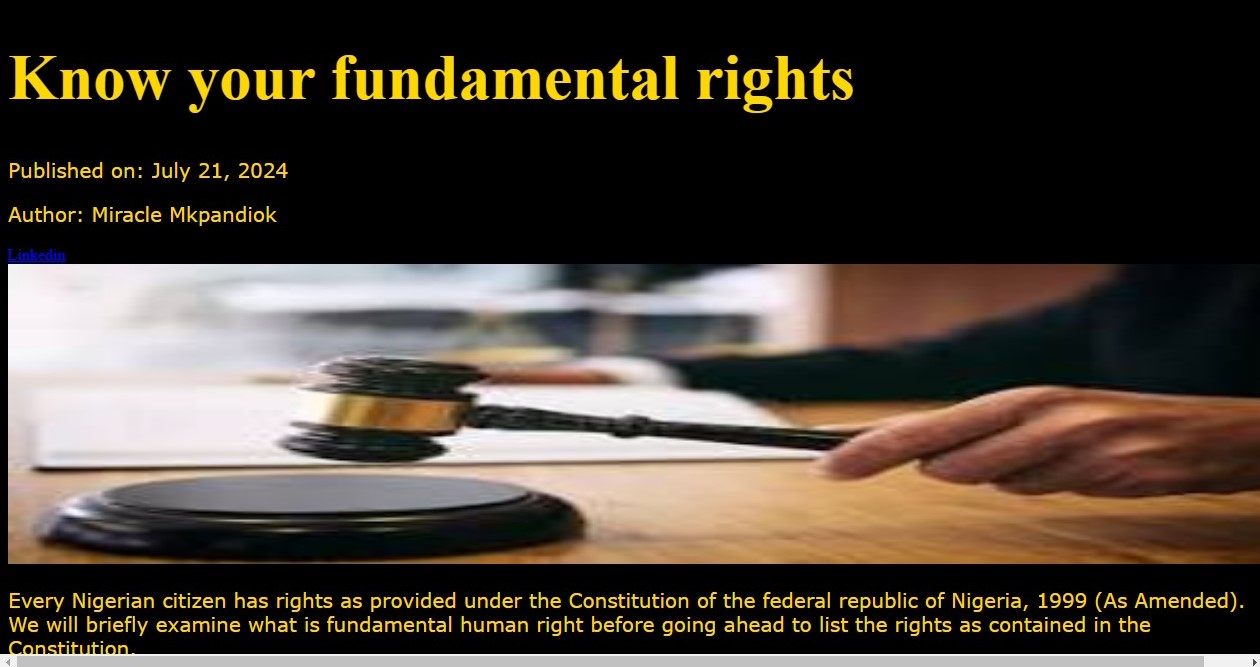 Know your fundamental rights
Published on: July 21, 2024
Author: Miracle Mkpandiok
Linkedin
Every Nigerian citizen has rights as provided under the Constitution of the federal republic of Nigeria, 1999 (As Amended).
We will briefly examine what is fundamental human right before going ahead to list the rights as contained in the
Constitution.